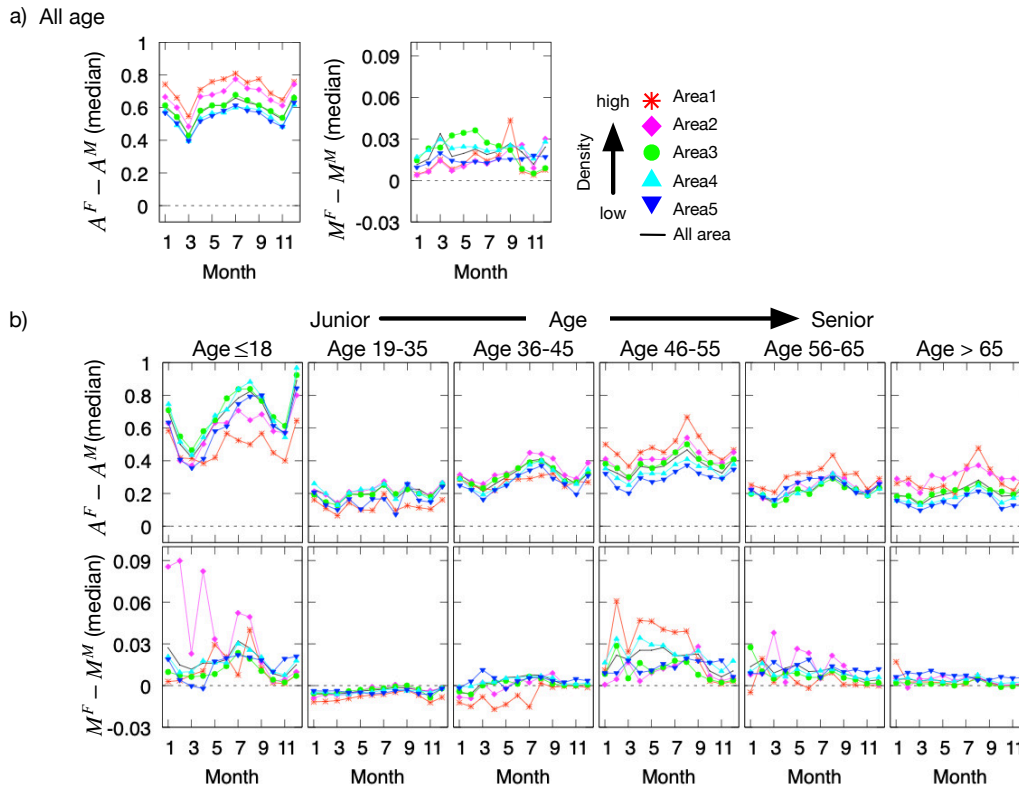 a) All age
1
0.8
0.6
0.4
0.2
0
A^F − A^M (median)
1 3 5 7 9 11
Month
0.09
0.06
0.03
0
-0.03
M^F − M^M (median)
1 3 5 7 9 11
Month
high
Density
low
Area1
Area2
Area3
Area4
Area5
All area
b)
Junior Age Senior
Age ≤18 Age 19-35 Age 36-45 Age 46-55 Age 56-65 Age > 65
1
0.8
0.6
0.4
0.2
0
A^F − A^M (median)
0.09
0.06
0.03
0
-0.03
M^F − M^M (median)
1 3 5 7 9 11 1 3 5 7 9 11 1 3 5 7 9 11 1 3 5 7 9 11 1 3 5 7 9 11 1 3 5 7 9 11
Month Month Month Month Month Month